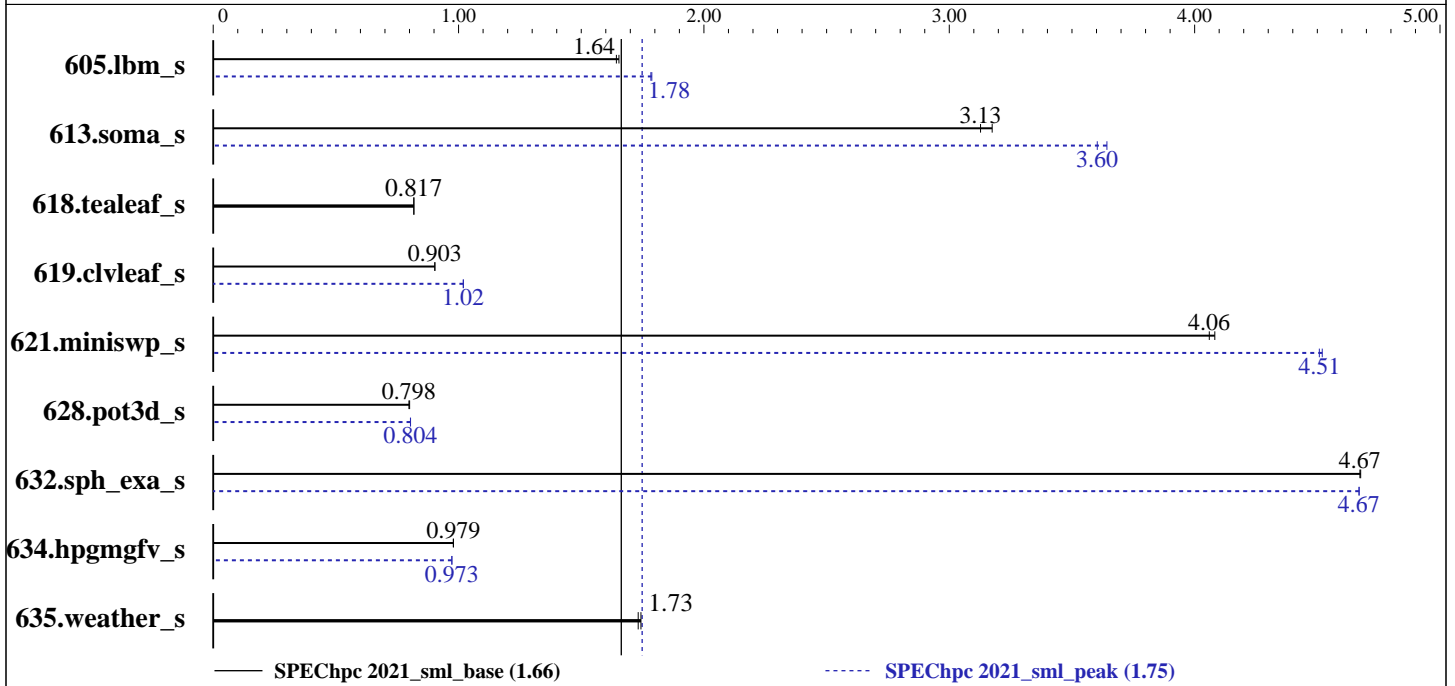 0 1.00 2.00 3.00 4.00 5.00
605.lbm_s
1.64
1.78
613.soma_s
3.13
3.60
618.tealeaf_s
0.817
619.clvleaf_s
0.903
1.02
621.miniswp_s
4.06
4.51
628.pot3d_s
0.798
0.804
632.sph_exa_s
4.67
4.67
634.hpgmgfv_s
0.979
0.973
635.weather_s
1.73
SPEChpc 2021_sml_base (1.66) SPEChpc 2021_sml_peak (1.75)